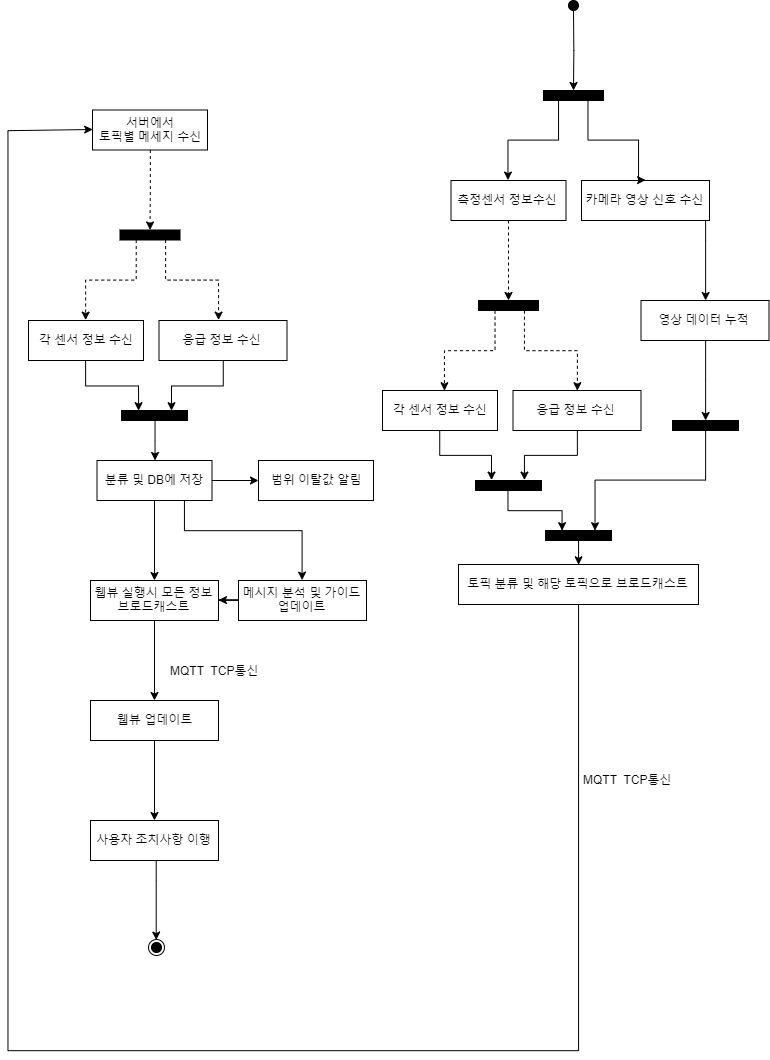 서버에서
토픽별 메세지 수신
측정센서 정보수신
카메라 영상 신호 수신
각 센서 정보 수신
응급 정보 수신
영상 데이터 누적
각 센서 정보 수신
응급 정보 수신
분류 및 DB에 저장
범위 이탈값 알림
웹뷰 실행시 모든 정보
브로드캐스트
메시지 분석 및 가이드
업데이트
토픽 분류 및 해당 토픽으로 브로드캐스트
MQTT TCP통신
웹뷰 업데이트
MQTT TCP통신
사용자 조치사항 이행